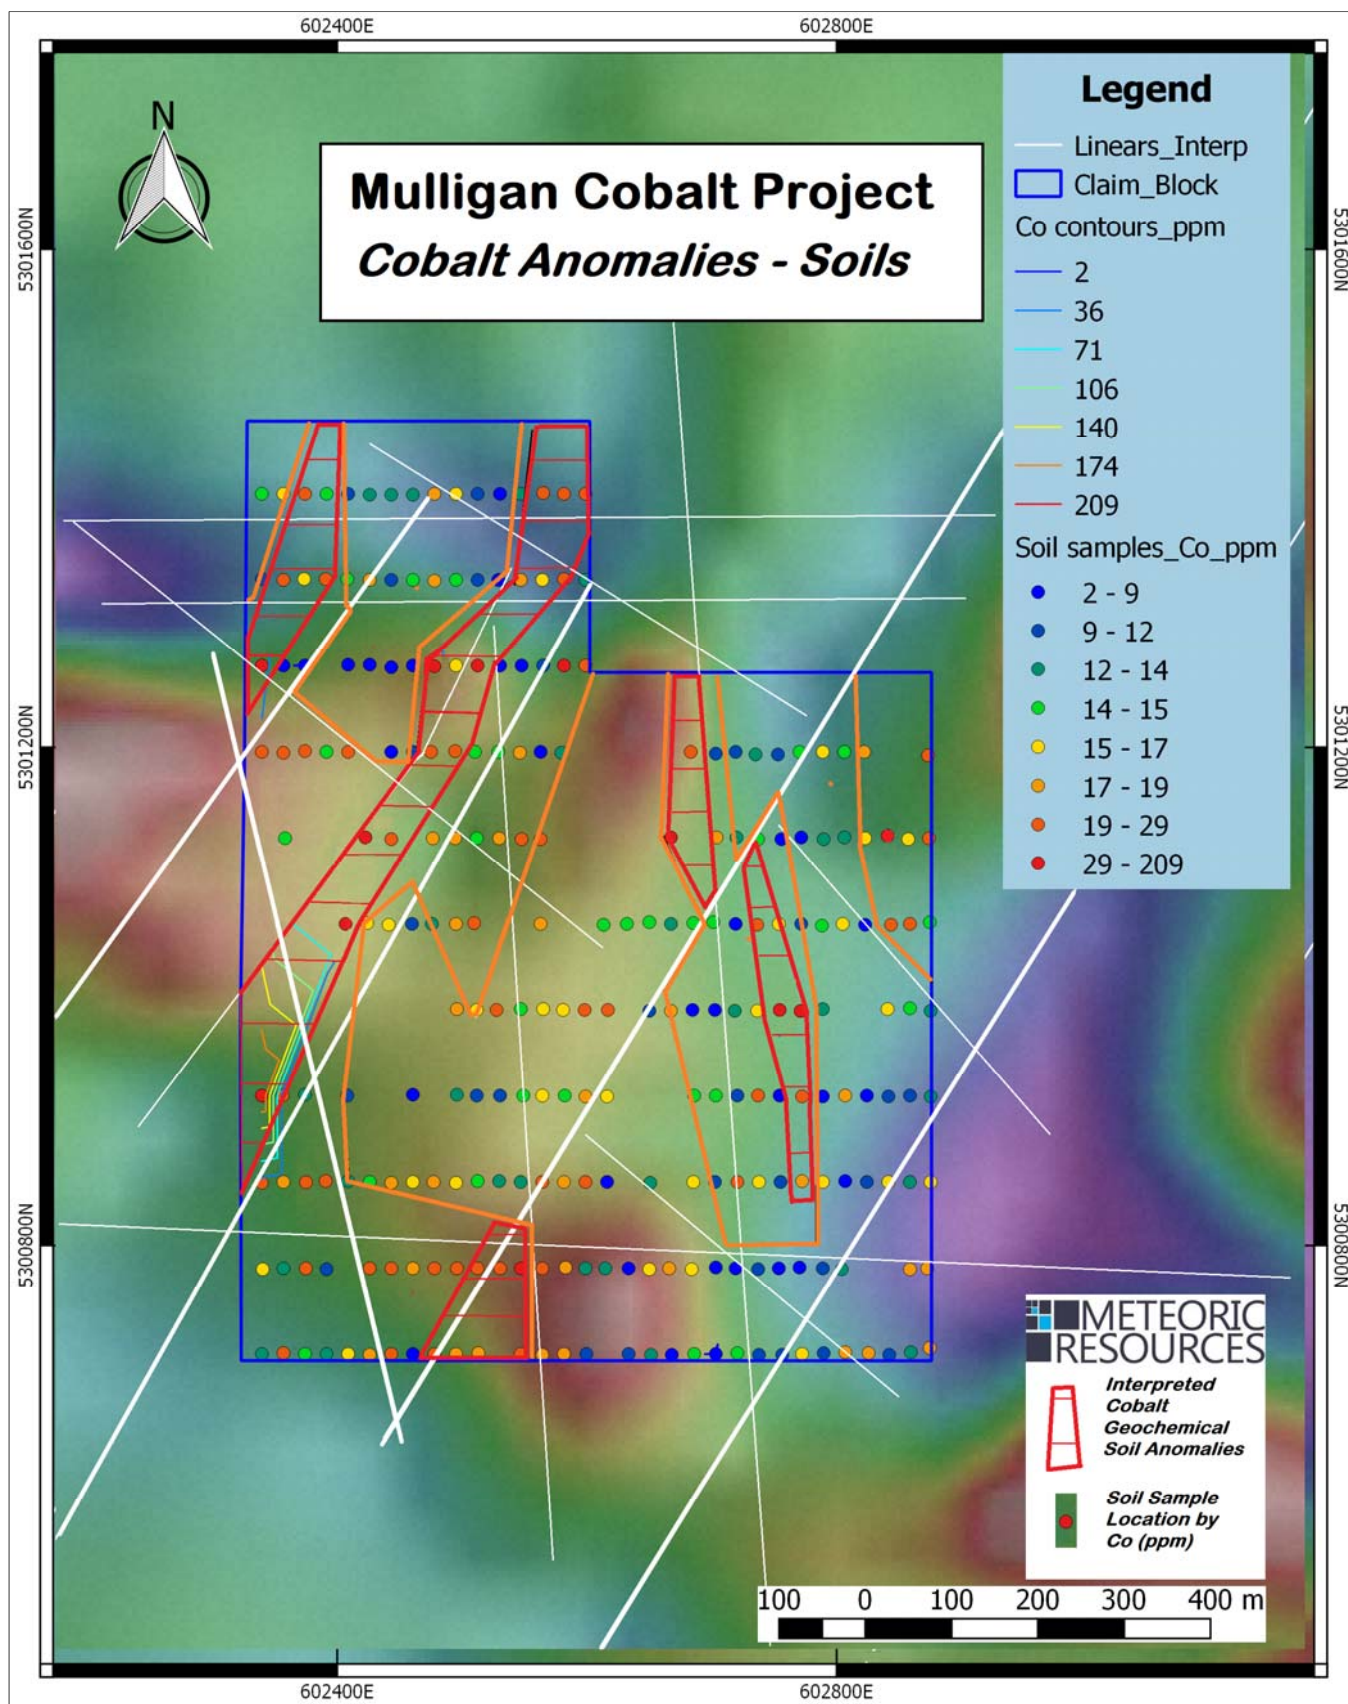 602400E
602800E
N
Mulligan Cobalt Project
Cobalt Anomalies - Soils
Legend
Linears_Interp
Claim_Block
Co contours_ppm
2
36
71
106
140
174
209
Soil samples_Co_ppm
2 - 9
9 - 12
12 - 14
14 - 15
15 - 17
17 - 19
19 - 29
29 - 209
5301600N
5301600N
5301200N
5301200N
5300800N
5300800N
METEORIC
RESOURCES
Interpreted
Cobalt
Geochemical
Soil Anomalies
Soil Sample
Location by
Co (ppm)
100 0 100 200 300 400 m
602400E
602800E